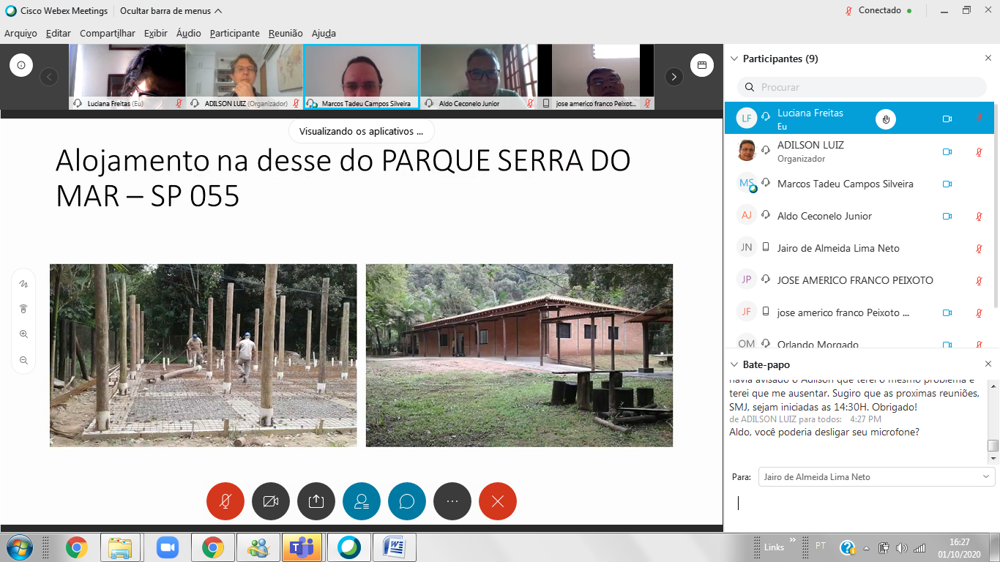 Cisco Webex Meetings
Ocultar barra de menus
Conectado
Arquivo Editar Compartilhar Exibir Áudio Participante Reunião Ajuda
Luciana Freitas (Eu)
ADILSON LUIZ (Organizador)
Marcos Tadeu Campos Silveira
Aldo Ceconelo Junior
jose americo franco Peixot...
Visualizando os aplicativos ...
Alojamento na desse do PARQUE SERRA DO
MAR – SP 055
Participantes (9)
Procurar
LF Luciana Freitas
Eu
ADILSON LUIZ
Organizador
MS Marcos Tadeu Campos Silveira
AJ Aldo Ceconelo Junior
JN Jairo de Almeida Lima Neto
JP JOSE AMERICO FRANCO PEIXOTO
JF jose americo franco Peixoto ...
OM Orlando Morgado
Bate-papo
havia avisado o Adilson que terei o mesmo problema e
terei que me ausentar. Sugiro que as proximas reuniões,
SMJ, sejam iniciadas as 14:30H. Obrigado!
de ADILSON LUIZ para todos: 4:27 PM
Aldo, você poderia desligar seu microfone?
Para: Jairo de Almeida Lima Neto
Links
PT
16:27
01/10/2020